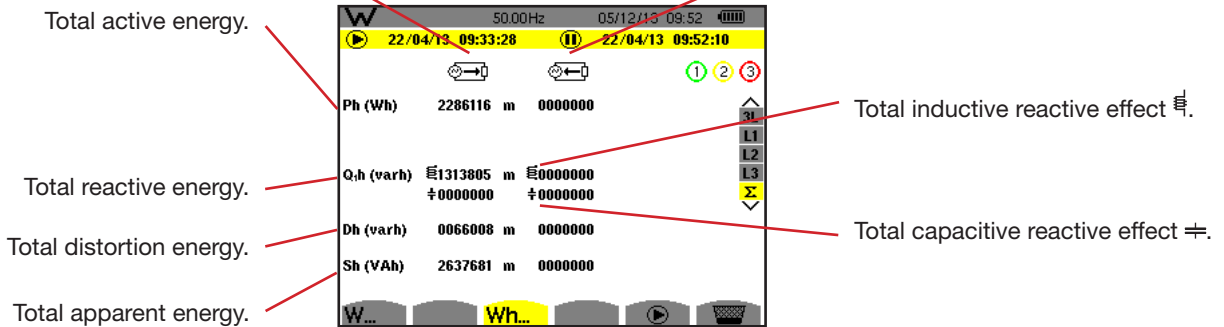 W 50.00Hz 05/12/13 09:52
22/04/13 09:33:28 22/04/13 09:52:10
1 2 3
Total active energy.
Ph (Wh) 2286116 m 0000000
3L
L1
L2
L3
Σ
Total inductive reactive effect .
Total reactive energy.
Q₁h (varh) 1313805 m 0000000
0000000 0000000
Total capacitive reactive effect .
Total distortion energy.
Dh (varh) 0066008 m 0000000
Total apparent energy.
Sh (VAh) 2637681 m 0000000
W... Wh...